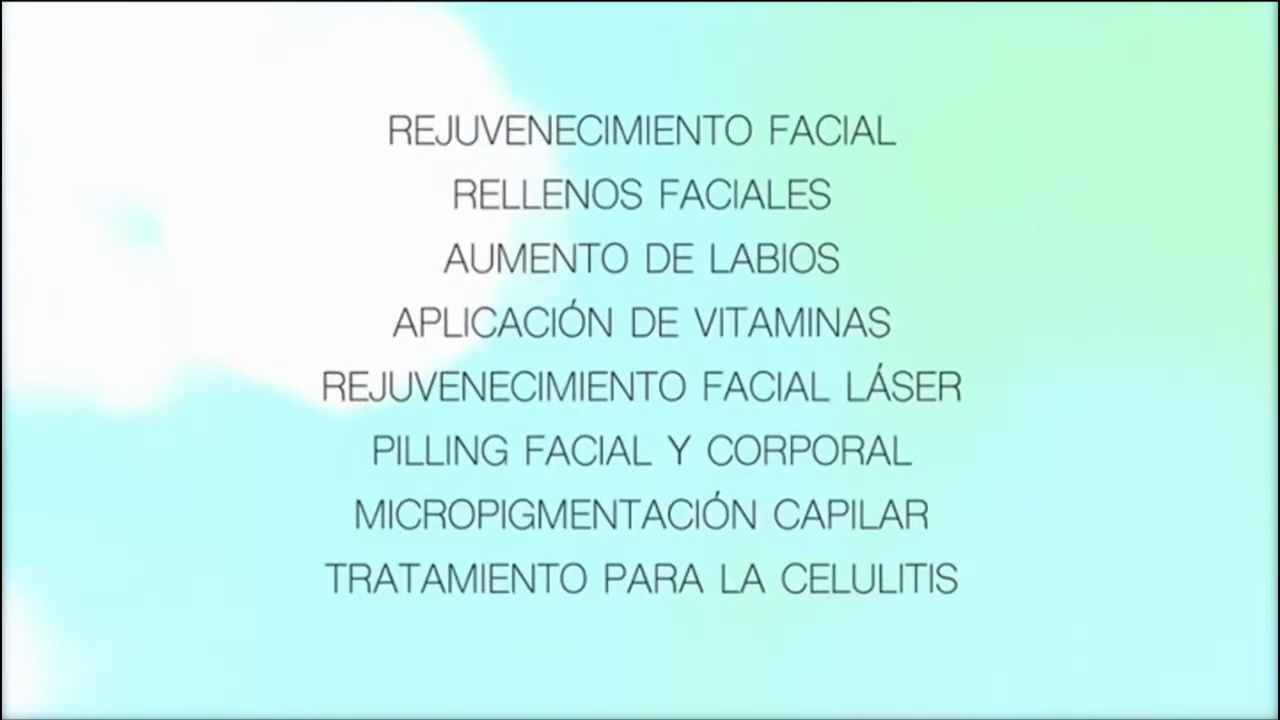 REJUVENECIMIENTO FACIAL
RELLENOS FACIALES
AUMENTO DE LABIOS
APLICACIÓN DE VITAMINAS
REJUVENECIMIENTO FACIAL LÁSER
PILLING FACIAL Y CORPORAL
MICROPIGMENTACIÓN CAPILAR
TRATAMIENTO PARA LA CELULITIS